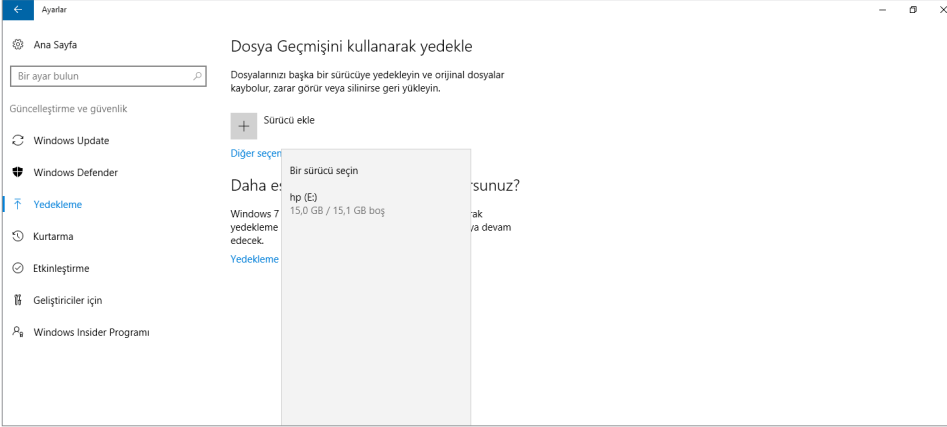 Ayarlar
Ana Sayfa
Bir ayar bulun
Güncelleştirme ve güvenlik
Windows Update
Windows Defender
Yedekleme
Kurtarma
Etkinleştirme
Geliştiriciler için
Windows Insider Programı
Dosya Geçmişini kullanarak yedekle
Dosyalarınızı başka bir sürücüye yedekleyin ve orijinal dosyalar
kaybolur, zarar görür veya silinirse geri yükleyin.
Sürücü ekle
Diğer seçen
Bir sürücü seçin
hp (E:)
15,0 GB / 15,1 GB boş
Daha es rsunuz?
Windows 7 rak
yedekleme ya devam
edecek.
Yedekleme